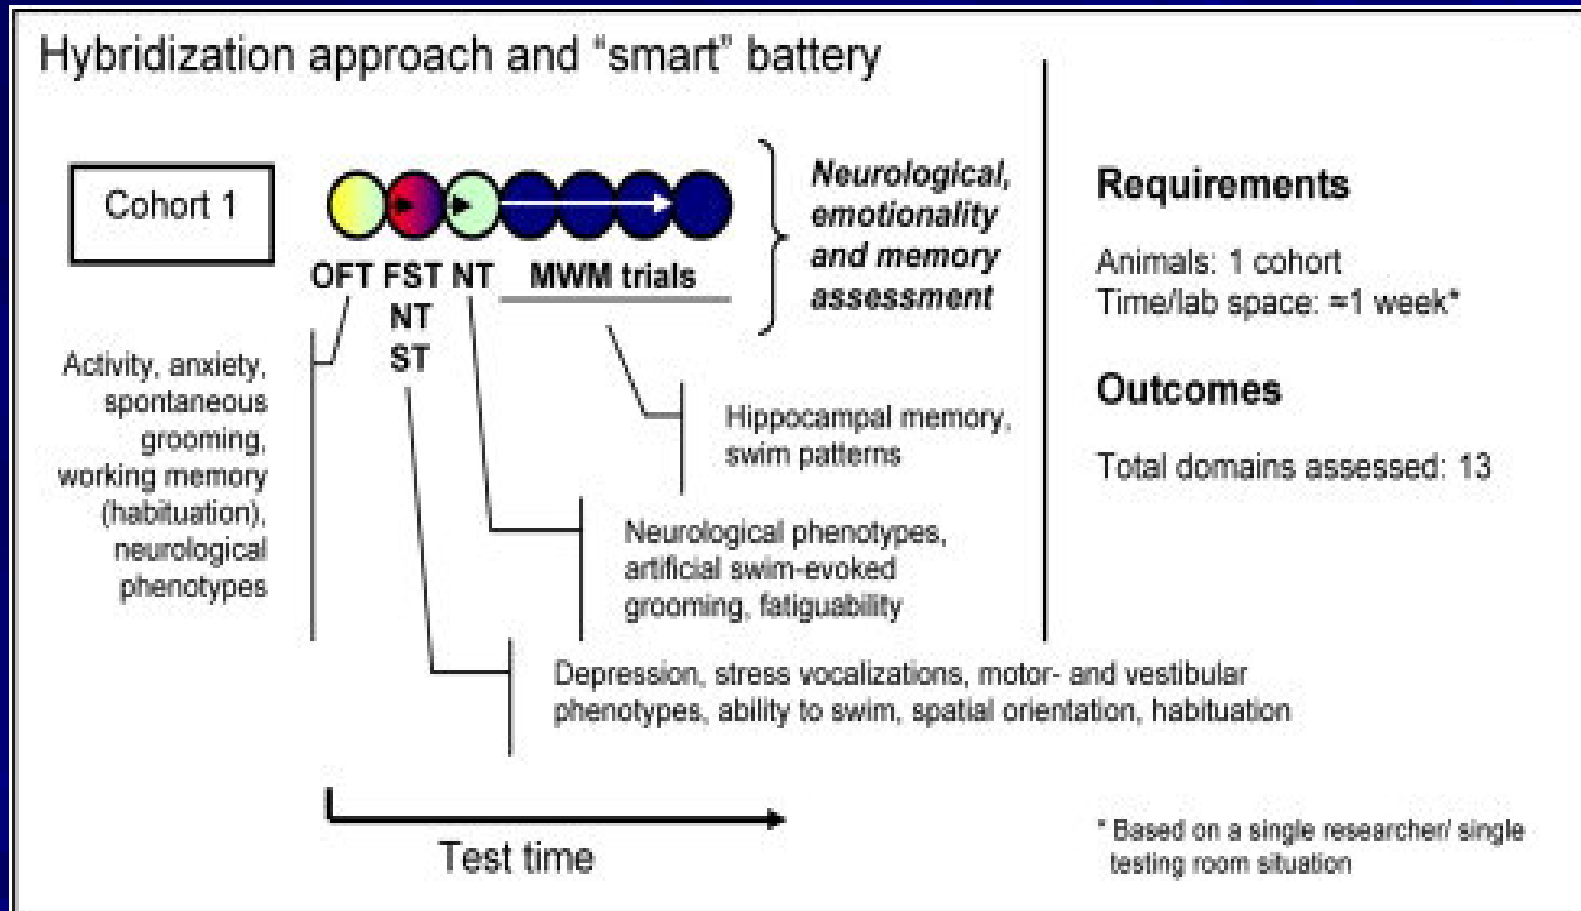 Hybridization approach and “smart” battery
Cohort 1
OFT FST NT MWM trials
NT
ST
Neurological,
emotionality
and memory
assessment
Activity, anxiety,
spontaneous
grooming,
working memory
(habituation),
neurological
phenotypes
Hippocampal memory,
swim patterns
Neurological phenotypes,
artificial swim-evoked
grooming, fatiguability
Depression, stress vocalizations, motor- and vestibular
phenotypes, ability to swim, spatial orientation, habituation
Test time
Requirements
Animals: 1 cohort
Time/lab space: ≈1 week*
Outcomes
Total domains assessed: 13
* Based on a single researcher/ single
testing room situation